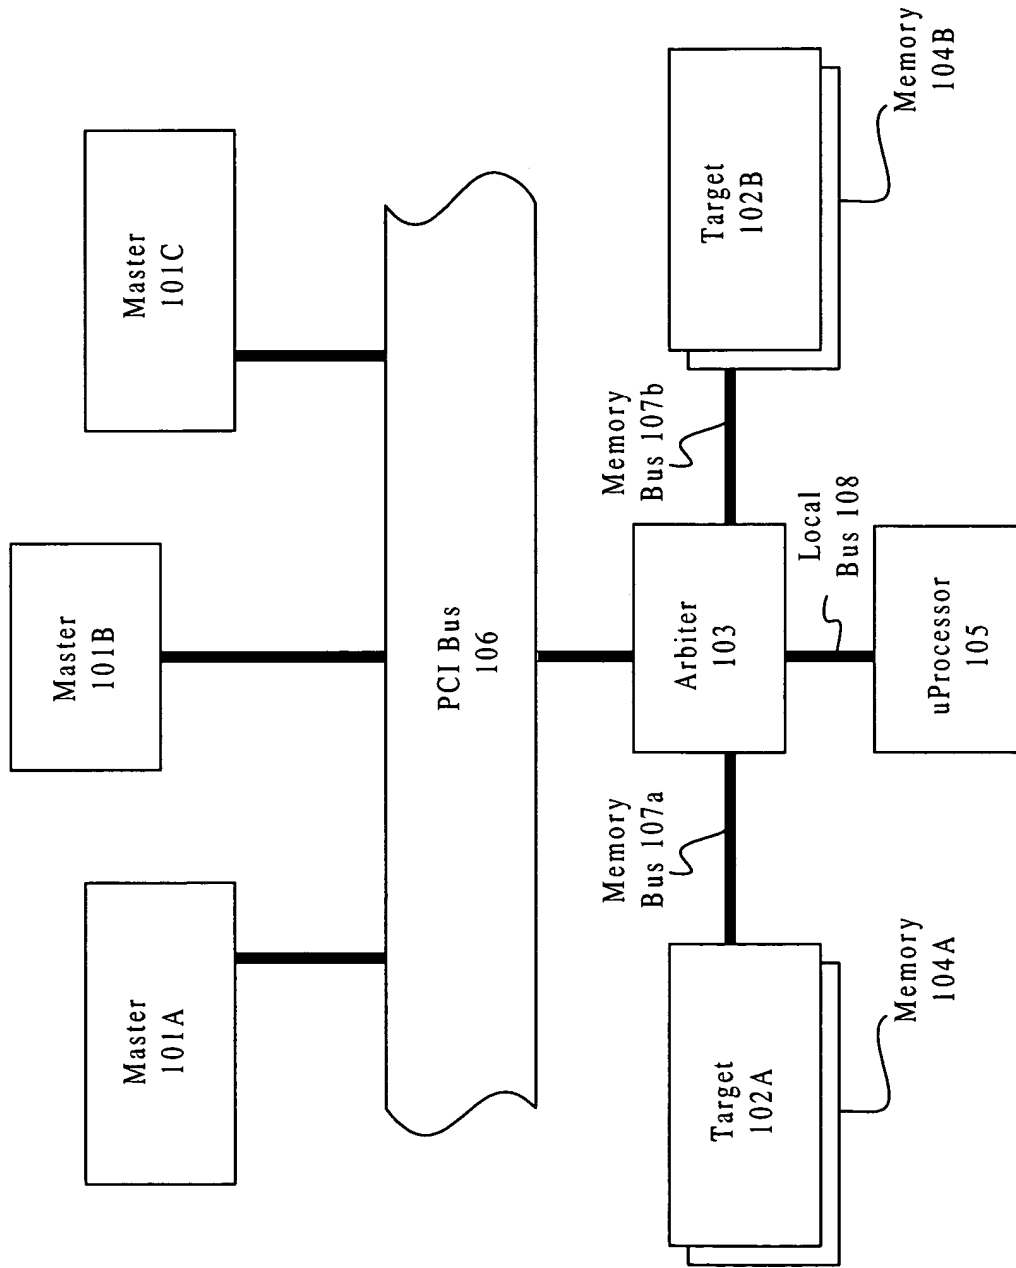 Master
101A
Master
101B
Master
101C
PCI Bus
106
Memory
Bus 107a
Arbiter
103
Memory
Bus 107b
Target
102A
Memory
104A
Local
Bus 108
uProcessor
105
Target
102B
Memory
104B